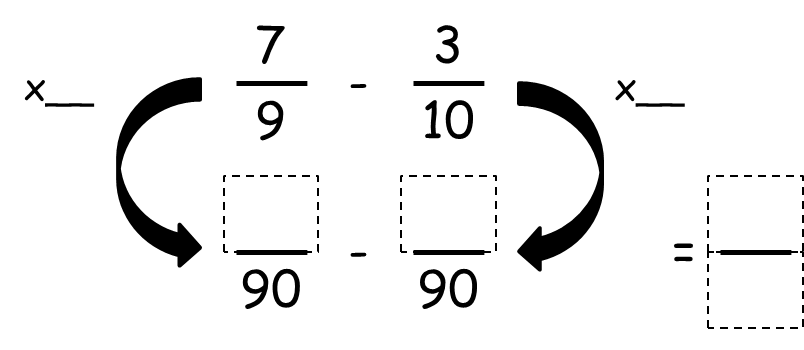 7 3
x__ - x__
9 10
- =
90 90